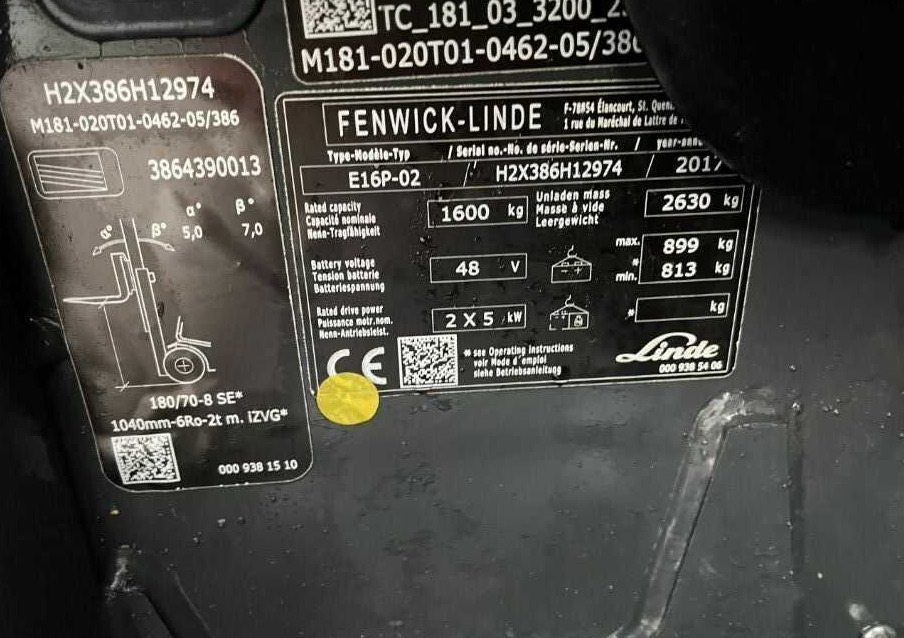 TC_181_03_3200_2
M181-020T01-0462-05/386
H2X386H12974
M181-020T01-0462-05/386
3864390013
α° β°
α° β° 5,0 7,0
180/70-8 SE*
1040mm-6Ro-2t m. iZVG*
000 938 15 10
FENWICK-LINDE
F-78854 Élancourt, St.
1 rue du Maréchal de Lattre de
Type-Modèle-Typ / Serial no.-No. de série-Serien-Nr. /
E16P-02 / H2X386H12974 / 2017
Rated capacity
Capacité nominale
Nenn-Tragfähigkeit
1600 kg
Unladen mass
Masse à vide
Leergewicht
2630 kg
Battery voltage
Tension batterie
Batteriespannung
48 V
max. 899 kg
* min. 813 kg
Rated drive power
Puissance motr.nom.
Nenn-Antriebsleist.
2 X 5 kW
* kg
CE
* see Operating instructions
voir Mode d'emploi
siehe Betriebsanleitung
Linde
000 938 54 06